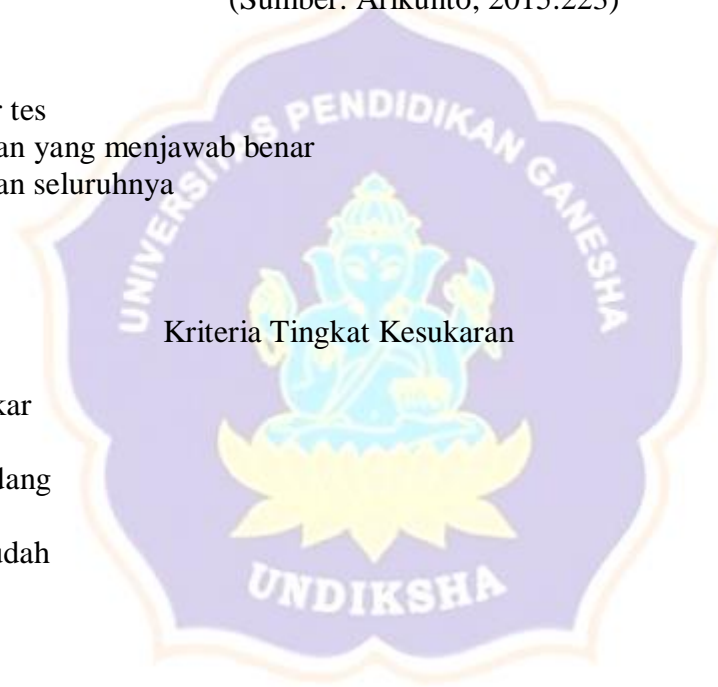 (Sumber: Arikunto, 2015:223)
tes
an yang menjawab benar
an seluruhnya
UNIVERSITAS PENDIDIKAN GANESHA
Kriteria Tingkat Kesukaran
kar
dang
udah
UNDIKSHA